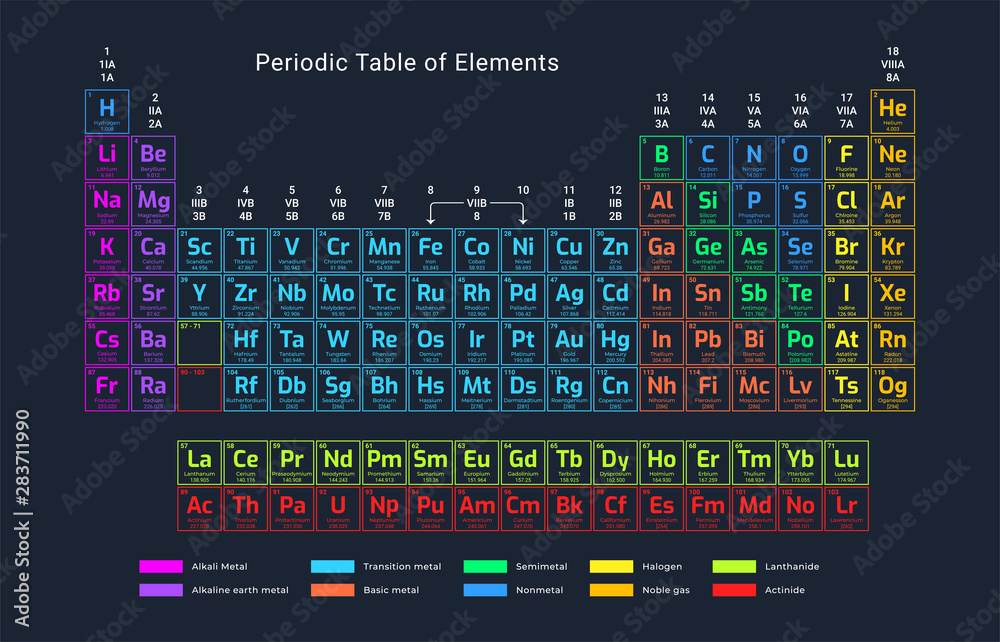 Periodic Table of Elements
1 18
1IA VIIIA
1A 8A
2 13 14 15 16 17
IIA IIIA IVA VA VIA VIIA
2A 3A 4A 5A 6A 7A
3 4 5 6 7 8 9 10 11 12
IIIB IVB VB VIB VIIB VIIB IB IIB
3B 4B 5B 6B 7B 8 1B 2B
1 2
H He
Hydrogen Helium
1.008 4.003
3 4 5 6 7 8 9 10
Li Be B C N O F Ne
Lithium Beryllium Boron Carbon Nitrogen Oxygen Fluorine Neon
6.941 9.012 10.811 12.011 14.007 15.999 18.998 20.180
11 12 13 14 15 16 17 18
Na Mg Al Si P S Cl Ar
Sodium Magnesium Aluminum Silicon Phosphorus Sulfur Chlorine Argon
22.99 24.305 26.982 28.086 30.974 22.066 35.453 39.948
19 20 21 22 23 24 25 26 27 28 29 30 31 32 33 34 35 36
K Ca Sc Ti V Cr Mn Fe Co Ni Cu Zn Ga Ge As Se Br Kr
Potassium Calcium Scandium Titanium Vanadium Chromium Manganese Iron Cobalt Nickel Copper Zinc Gallium Germanium Arsenic Selenium Bromine Krypton
39.098 40.078 44.956 47.867 50.942 51.996 54.938 55.845 58.933 58.693 63.546 65.38 69.723 72.631 74.922 78.971 79.904 83.789
37 38 39 40 41 42 43 44 45 46 47 48 49 50 51 52 53 54
Rb Sr Y Zr Nb Mo Tc Ru Rh Pd Ag Cd In Sn Sb Te I Xe
Strontium Yttrium Zirconium Niobium Molybdenum Technetium Ruthenium Rhodium Palladium Silver Cadmium Indium Tin Antimony Tellurium Iodine Xenon
85.468 87.62 88.906 91.224 92.906 95.95 98.907 101.07 102.906 106.42 107.868 112.414 114.818 118.711 121.760 127.6 126.904
55 56 57 - 71 72 73 74 75 76 77 78 79 80 81 82 83 84 85 86
Cs Ba Hf Ta W Re Os Ir Pt Au Hg In Pb Bi Po At Rn
Cesium Barium Hafnium Tantalum Tungsten Rhenium Osmium Iridium Platinum Gold Mercury Thallium Lead Bismuth Polonium Astatine Radon
132.905 137.328 178.49 180.948 183.84 186.207 190.23 192.217 195.085 196.967 200.592 204.383 207.2 208.980 [208.982] 209.987 222.018
87 88 90 - 103 104 105 106 107 108 109 110 111 112 113 114 115 116 117 118
Fr Ra Rf Db Sg Bh Hs Mt Ds Rg Cn Nh Fi Mc Lv Ts Og
Francium Radium Rutherfordium Dubnium Seaborgium Bohrium Hassium Meitnerium Darmstadtium Roentgenium Copernicium Nihonium Flerovium Moscovium Livermorium Tennessine Oganesson
223.020 226.025 [261] [262] [266] [264] [269] [278] [281] [280] [285] [286] [289] [289] [293] [294] [294]
57 58 59 60 61 62 63 64 65 66 67 68 69 70 71
La Ce Pr Nd Pm Sm Eu Gd Tb Dy Ho Er Tm Yb Lu
Lanthanum Cerium Praseodymium Neodymium Promethium Samarium Europium Gadolinium Terbium Dysprosium Holmium Erbium Thulium Ytterbium Lutetium
138.905 140.116 140.908 144.243 144.913 150.36 151.964 157.25 158.925 162.500 164.930 167.259 168.934 173.055 174.967
89 90 91 92 93 94 95 96 97 98 99 100 101 102 103
Ac Th Pa U Np Pu Am Cm Bk Cf Es Fm Md No Lr
Actinium Thorium Protactinium Uranium Neptunium Plutonium Americium Curium Berkelium Californium Einsteinium Fermium Mendelevium Nobelium Lawrencium
227.028 232.038 231.036 238.029 237.048 244.064 243.061 247.070 247.070 251.080 [254] 257.095 258.1 259.101 [262]
Alkali Metal Transition metal Semimetal Halogen Lanthanide
Alkaline earth metal Basic metal Nonmetal Noble gas Actinide
Adobe Stock | #283711990